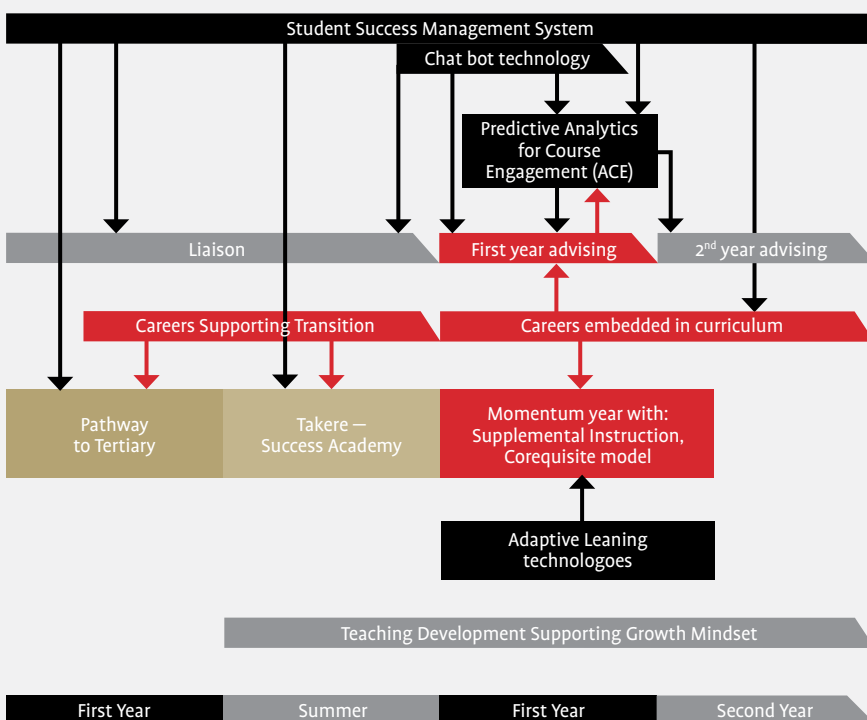 Student Success Management System
Chat bot technology
Predictive Analytics
for Course
Engagement (ACE)
Liaison
First year advising
2nd year advising
Careers Supporting Transition
Careers embedded in curriculum
Pathway
to Tertiary
Takere —
Success Academy
Momentum year with:
Supplemental Instruction,
Corequisite model
Adaptive Leaning
technologoes
Teaching Development Supporting Growth Mindset
First Year
Summer
First Year
Second Year